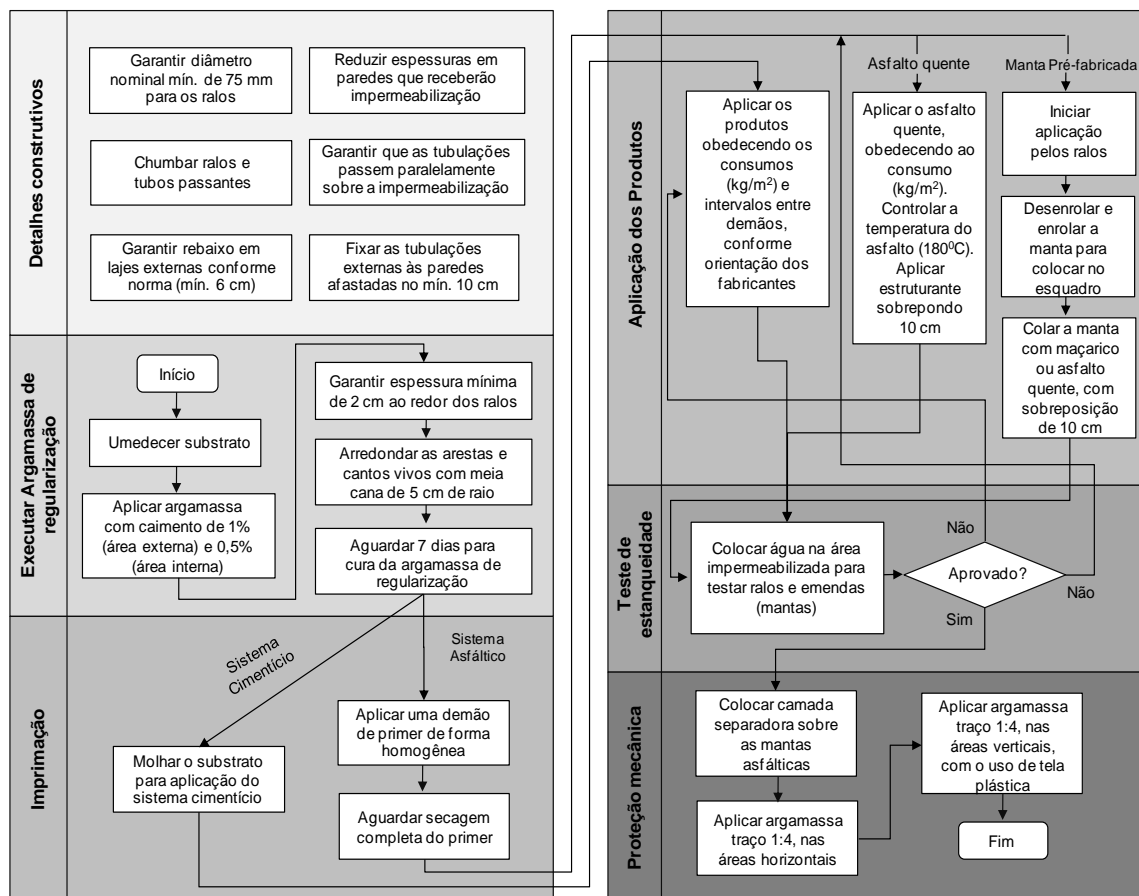 Detalhes construtivos
Garantir diâmetro
nominal mín. de 75 mm
para os ralos
Reduzir espessuras em
paredes que receberão
impermeabilização
Chumbar ralos e
tubos passantes
Garantir que as tubulações
passem paralelamente
sobre a impermeabilização
Garantir rebaixo em
lajes externas conforme
norma (mín. 6 cm)
Fixar as tubulações
externas às paredes
afastadas no mín. 10 cm
Executar Argamassa de
regularização
Início
Umedecer substrato
Aplicar argamassa
com caimento de 1%
(área externa) e 0,5%
(área interna)
Garantir espessura mínima
de 2 cm ao redor dos ralos
Arredondar as arestas e
cantos vivos com meia
cana de 5 cm de raio
Aguardar 7 dias para
cura da argamassa de
regularização
Imprimação
Sistema
Cimentício
Sistema
Asfáltico
Molhar o substrato
para aplicação do
sistema cimentício
Aplicar uma demão
de primer de forma
homogênea
Aguardar secagem
completa do primer
Aplicação dos Produtos
Aplicar os
produtos
obedecendo os
consumos
(kg/m²) e
intervalos entre
demãos,
conforme
orientação dos
fabricantes
Asfalto quente
Aplicar o asfalto
quente,
obedecendo ao
consumo
(kg/m²).
Controlar a
temperatura do
asfalto (180⁰C).
Aplicar
estruturante
sobrepondo
10 cm
Manta Pré-fabricada
Iniciar
aplicação
pelos ralos
Desenrolar e
enrolar a
manta para
colocar no
esquadro
Colar a manta
com maçarico
ou asfalto
quente, com
sobreposição
de 10 cm
Teste de
estanqueidade
Colocar água na área
impermeabilizada para
testar ralos e emendas
(mantas)
Aprovado?
Não
Não
Sim
Proteção mecânica
Colocar camada
separadora sobre
as mantas
asfálticas
Aplicar argamassa
traço 1:4, nas
áreas horizontais
Aplicar argamassa
traço 1:4, nas
áreas verticais,
com o uso de tela
plástica
Fim